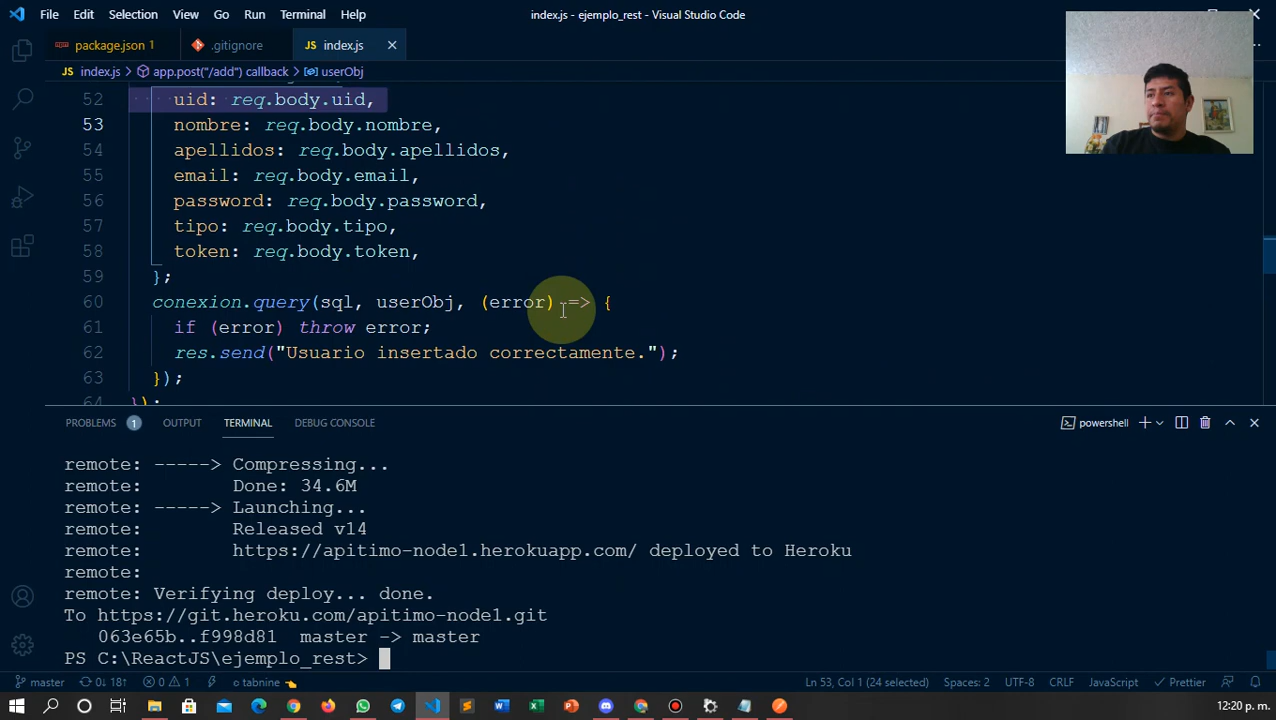 File Edit Selection View Go Run Terminal Help index.js - ejemplo_rest - Visual Studio Code
package.json 1 .gitignore JS index.js
JS index.js > app.post("/add") callback > userObj
52 uid: req.body.uid,
53 nombre: req.body.nombre,
54 apellidos: req.body.apellidos,
55 email: req.body.email,
56 password: req.body.password,
57 tipo: req.body.tipo,
58 token: req.body.token,
59 };
60 conexion.query(sql, userObj, (error) => {
61 if (error) throw error;
62 res.send("Usuario insertado correctamente.");
63 });
64 });
PROBLEMS 1 OUTPUT TERMINAL DEBUG CONSOLE powershell
remote: -----> Compressing...
remote: Done: 34.6M
remote: -----> Launching...
remote: Released v14
remote: https://apitimo-node1.herokuapp.com/ deployed to Heroku
remote:
remote: Verifying deploy... done.
To https://git.heroku.com/apitimo-node1.git
063e65b..f998d81 master -> master
PS C:\ReactJS\ejemplo_rest>
master 0↓ 18↑ 0 1 tabnine Ln 53, Col 1 (24 selected) Spaces: 2 UTF-8 CRLF JavaScript Prettier
12:20 p. m.